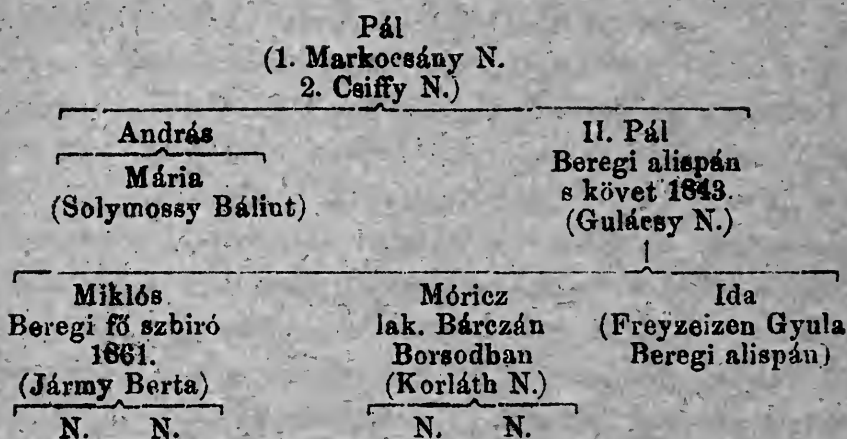 Pál
(1. Markocsány N.
2. Csiffy N.)
András
Mária
(Solymossy Bálint)
II. Pál
Beregi alispán
s követ 1843.
(Gulácsy N.)
Miklós
Beregi fő szbiró
1861.
(Jármy Berta)
N. N.
Móricz
lak. Bárczán
Borsodban
(Korláth N.)
N. N.
Ida
(Freyzeizen Gyula
Beregi alispán)